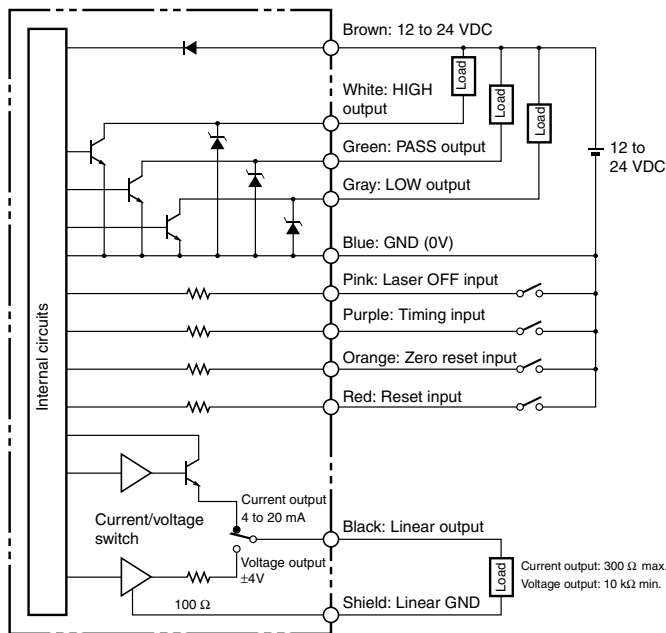 Brown: 12 to 24 VDC
Load
Load
Load
White: HIGH
output
Green: PASS output
12 to
24 VDC
Gray: LOW output
Blue: GND (0V)
Pink: Laser OFF input
Purple: Timing input
Orange: Zero reset input
Red: Reset input
Internal circuits
Current output
4 to 20 mA
Current/voltage
switch
Black: Linear output
Voltage output
±4V
Load
Current output: 300 Ω max.
Voltage output: 10 kΩ min.
100 Ω
Shield: Linear GND